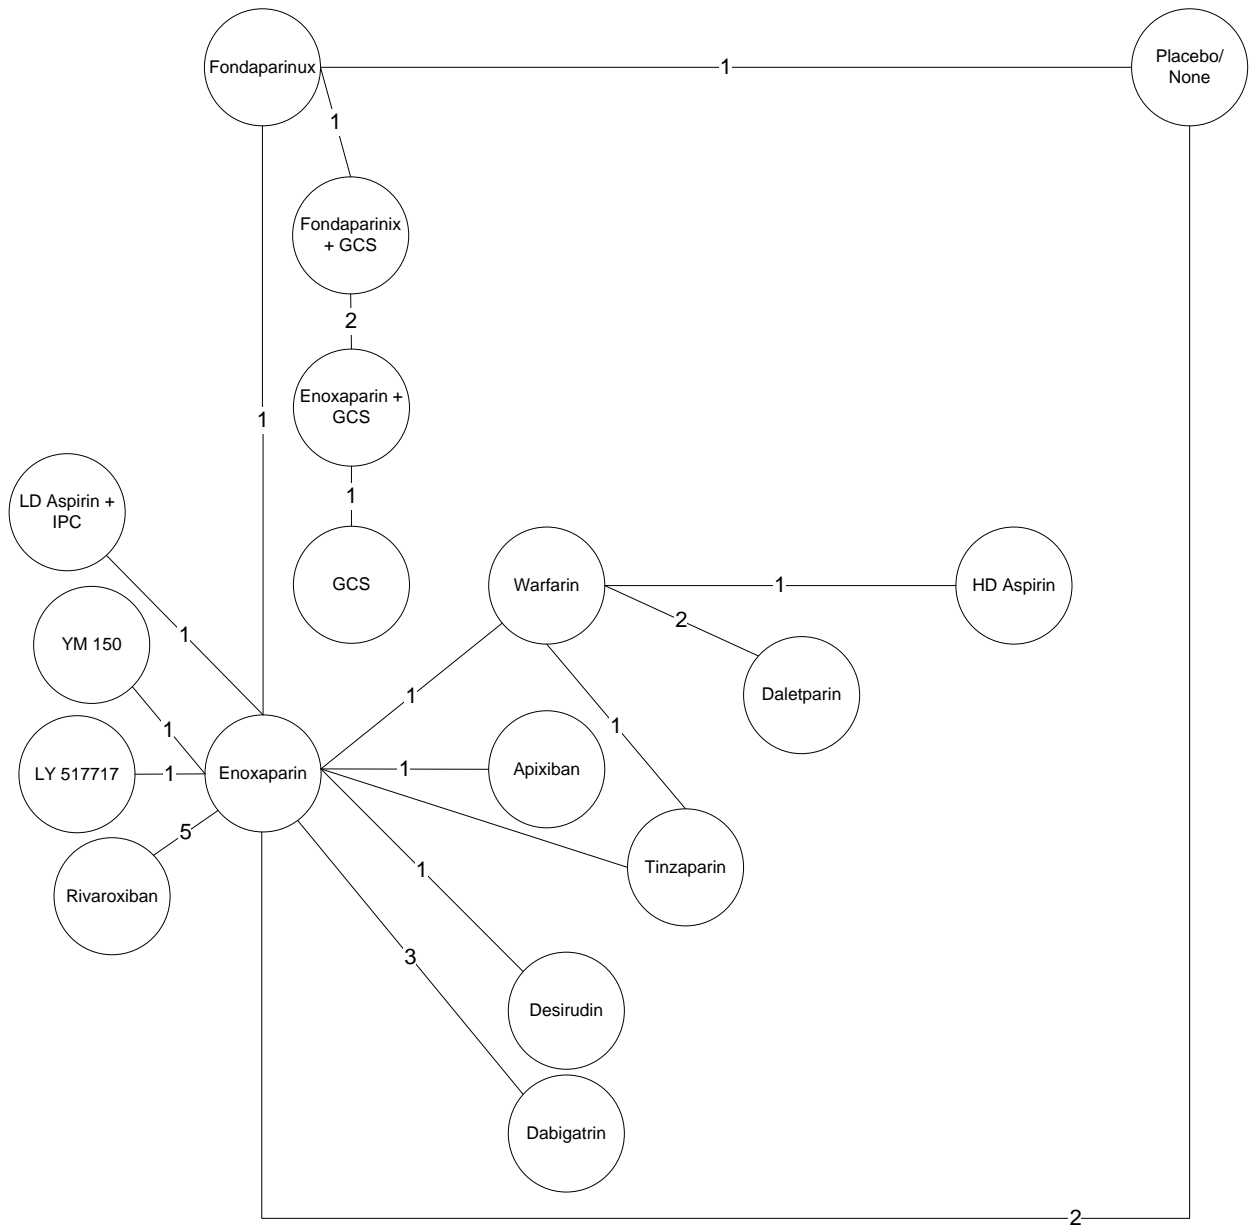 Fondaparinux
1
Placebo/
None
1
Fondaparinix
+ GCS
2
Enoxaparin +
GCS
1
1
LD Aspirin +
IPC
GCS
Warfarin
1
HD Aspirin
2
1
YM 150
Daletparin
1
1
1
LY 517717
1
Enoxaparin
1
Apixiban
5
Tinzaparin
1
Rivaroxiban
3
Desirudin
Dabigatrin
2